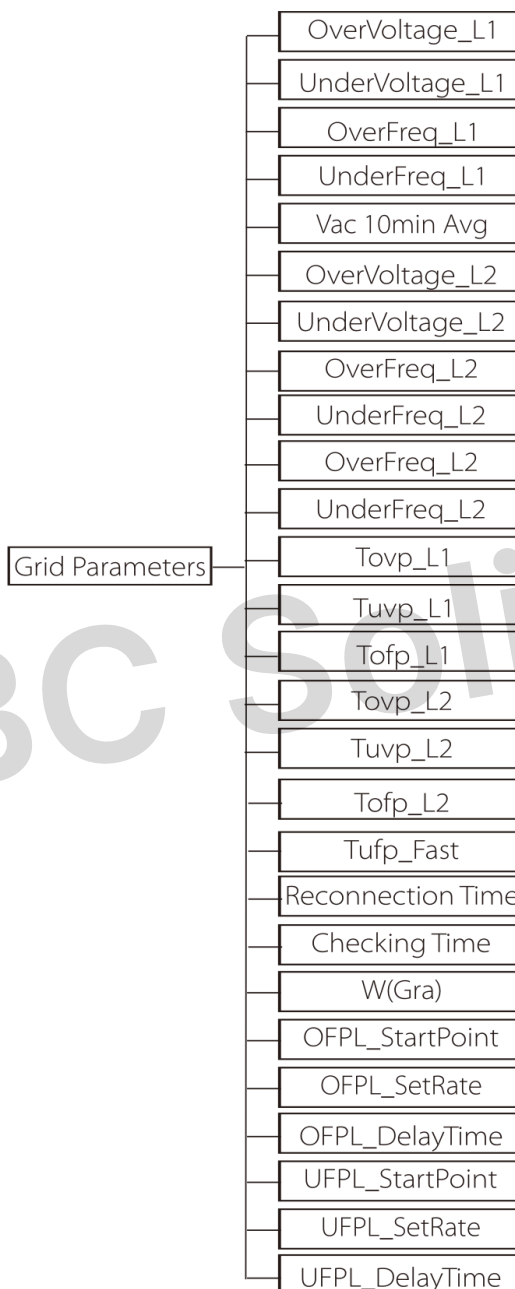 OverVoltage_L1
UnderVoltage_L1
OverFreq_L1
UnderFreq_L1
Vac 10min Avg
OverVoltage_L2
UnderVoltage_L2
OverFreq_L2
UnderFreq_L2
OverFreq_L2
UnderFreq_L2
Grid Parameters
Tovp_L1
Tuvp_L1
Tofp_L1
Tovp_L2
Tuvp_L2
Tofp_L2
Tufp_Fast
Reconnection Time
Checking Time
W(Gra)
OFPL_StartPoint
OFPL_SetRate
OFPL_DelayTime
UFPL_StartPoint
UFPL_SetRate
UFPL_DelayTime